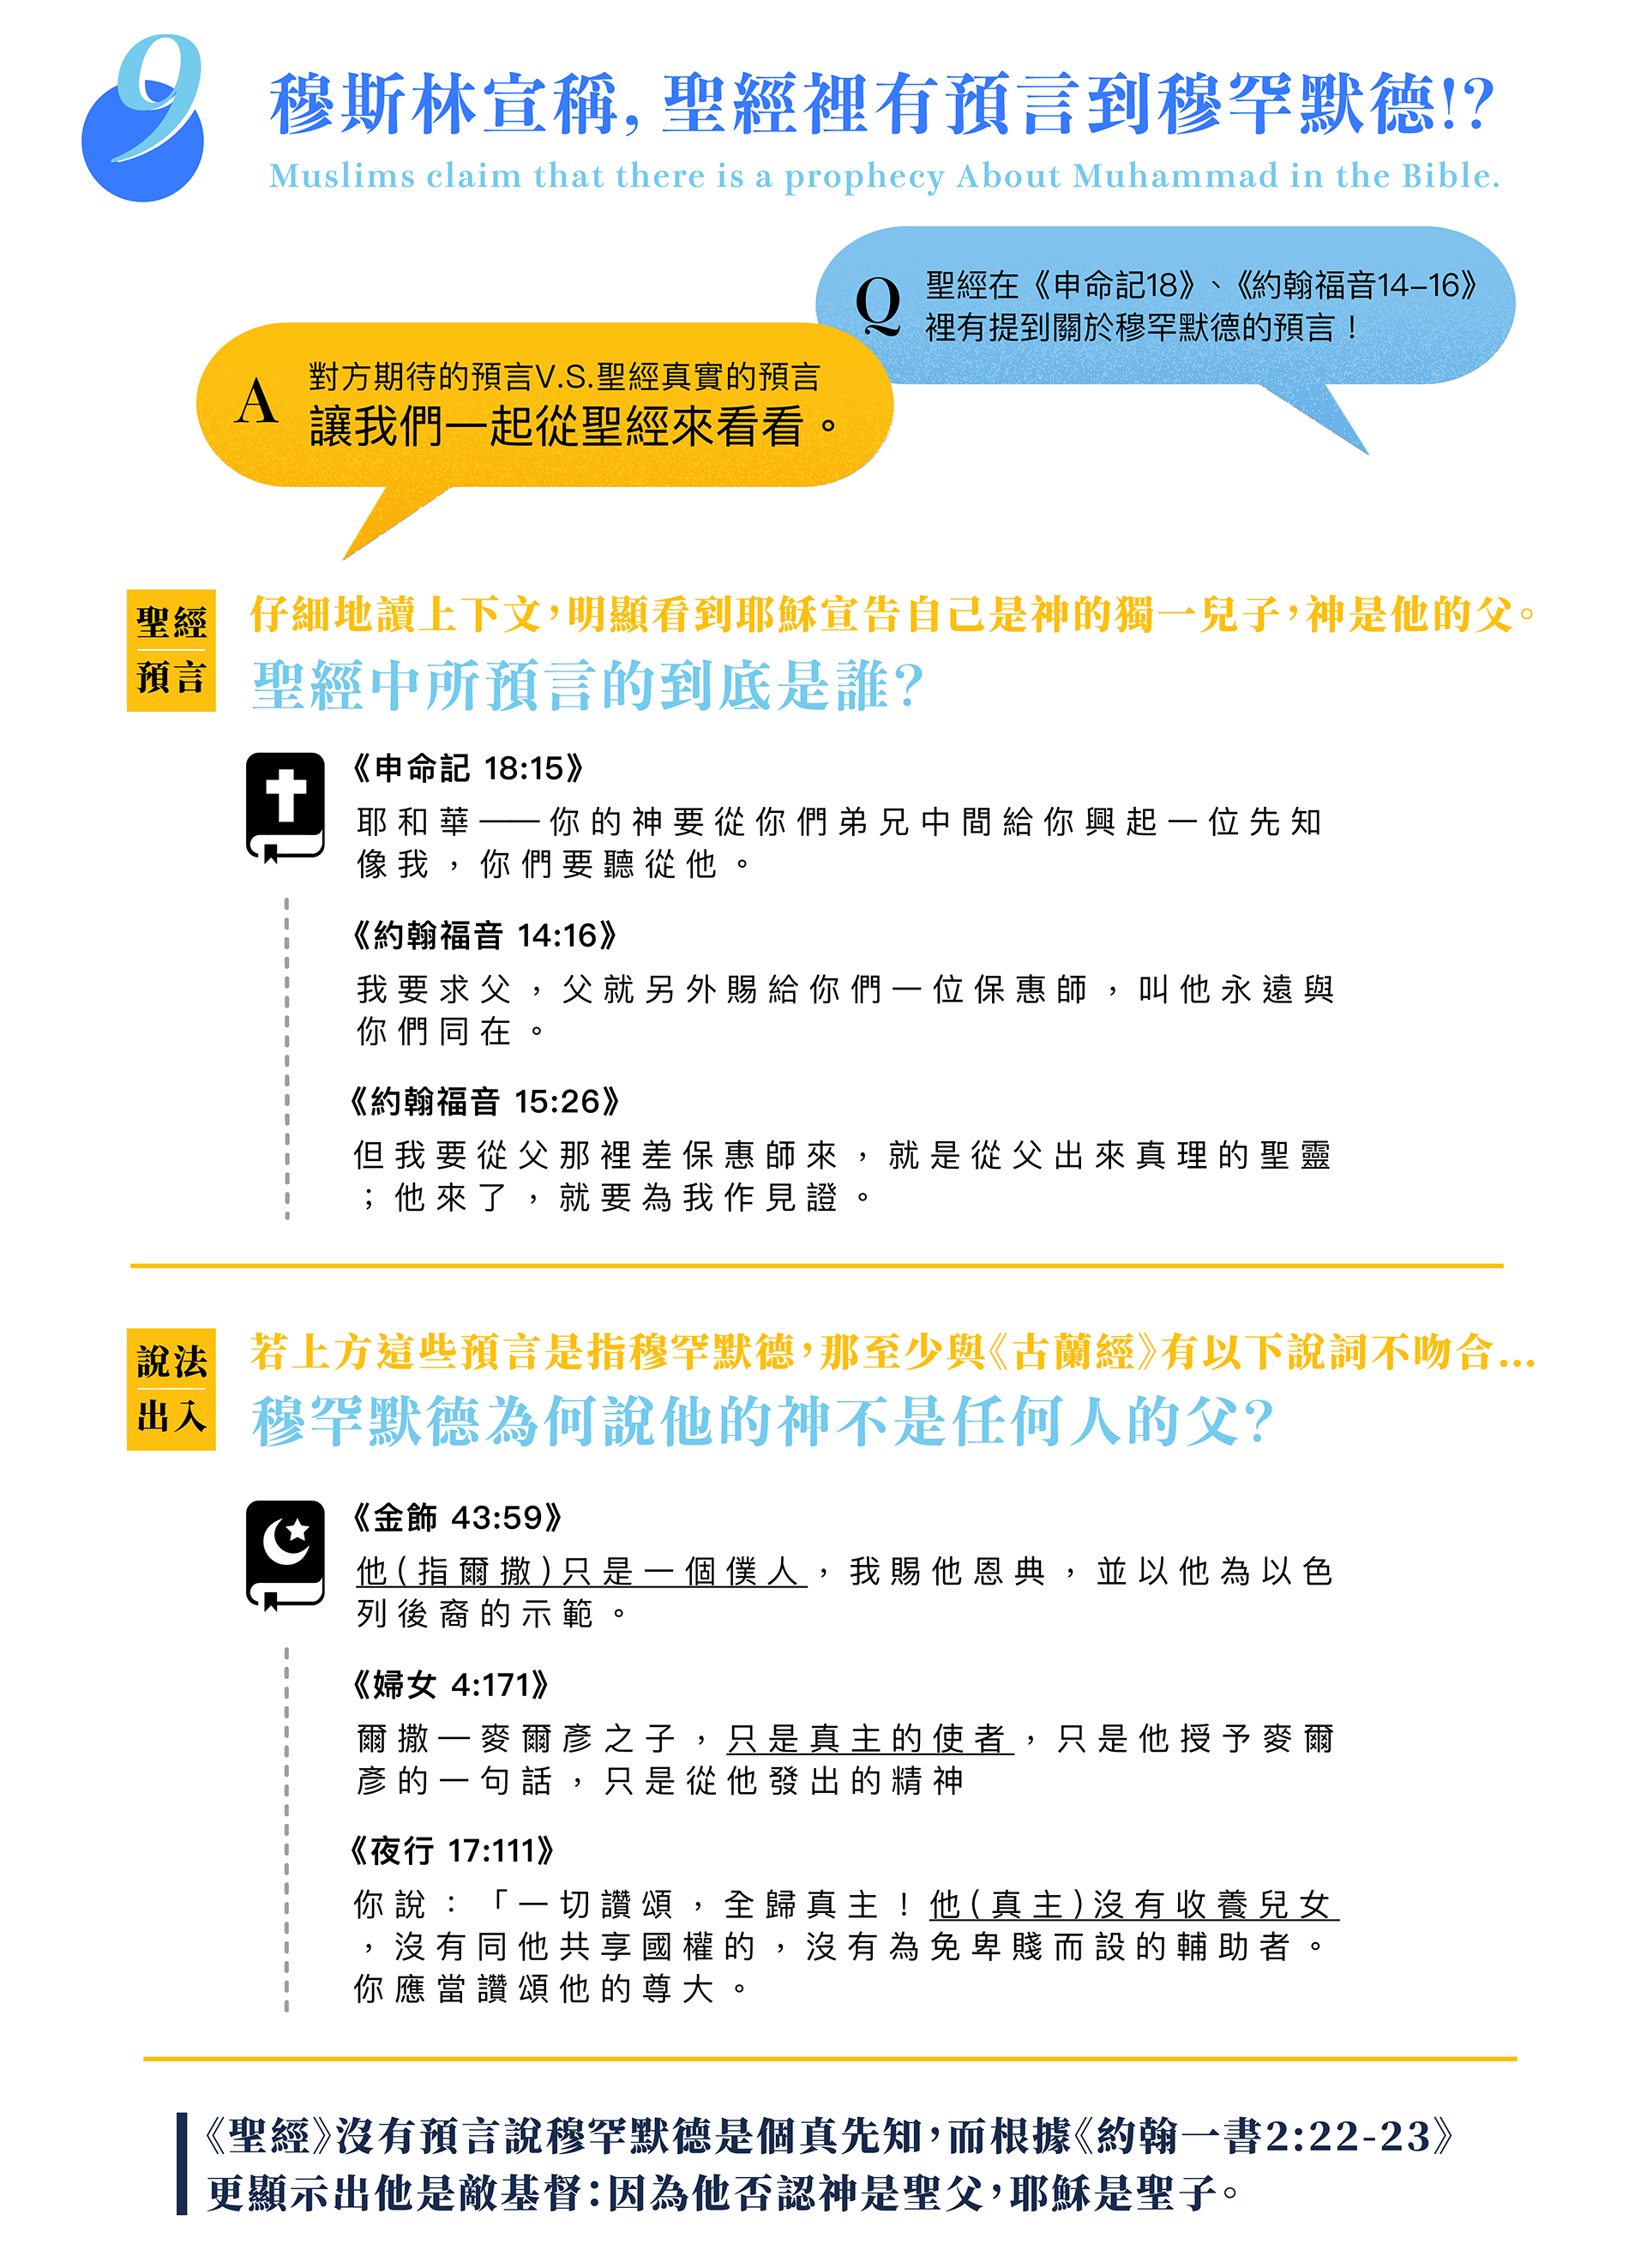 9
穆斯林宣稱, 聖經裡有預言到穆罕默德!?
Muslims claim that there is a prophecy About Muhammad in the Bible.
Q
聖經在《申命記18》、《約翰福音14–16》
裡有提到關於穆罕默德的預言！
A
對方期待的預言V.S.聖經真實的預言
讓我們一起從聖經來看看。
聖經
預言
仔細地讀上下文，明顯看到耶穌宣告自己是神的獨一兒子，神是他的父。
聖經中所預言的到底是誰？
《申命記 18:15》
耶和華——你的神要從你們弟兄中間給你興起一位先知
像我，你們要聽從他。
《約翰福音 14:16》
我要求父，父就另外賜給你們一位保惠師，叫他永遠與
你們同在。
《約翰福音 15:26》
但我要從父那裡差保惠師來，就是從父出來真理的聖靈
；他來了，就要為我作見證。
說法
出入
若上方這些預言是指穆罕默德，那至少與《古蘭經》有以下說詞不吻合...
穆罕默德為何說他的神不是任何人的父？
《金飾 43:59》
他(指爾撒)只是一個僕人，我賜他恩典，並以他為以色
列後裔的示範。
《婦女 4:171》
爾撒—麥爾彥之子，只是真主的使者，只是他授予麥爾
彥的一句話，只是從他發出的精神
《夜行 17:111》
你說：「一切讚頌，全歸真主！他(真主)沒有收養兒女
，沒有同他共享國權的，沒有為免卑賤而設的輔助者。
你應當讚頌他的尊大。
《聖經》沒有預言說穆罕默德是個真先知，而根據《約翰一書2:22-23》
更顯示出他是敵基督：因為他否認神是聖父，耶穌是聖子。